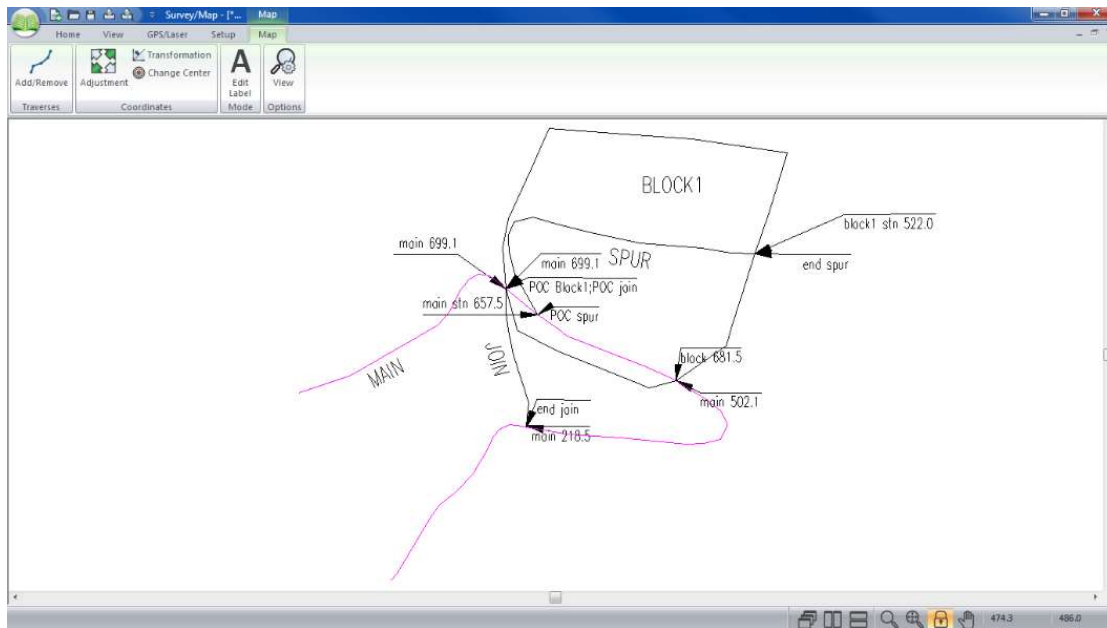 Survey/Map - [*...
Map
Home
View
GPS/Laser
Setup
Map
Add/Remove
Adjustment
Transformation
Change Center
Edit
Label
View
Traverses
Coordinates
Mode
Options
BLOCK1
block1 stn 522.0
main 699.1
main 699.1
SPUR
end spur
POC Block1;POC join
main stn 657.5
POC spur
JOIN
block 681.5
MAIN
main 502.1
end join
main 218.5
474.3
486.0